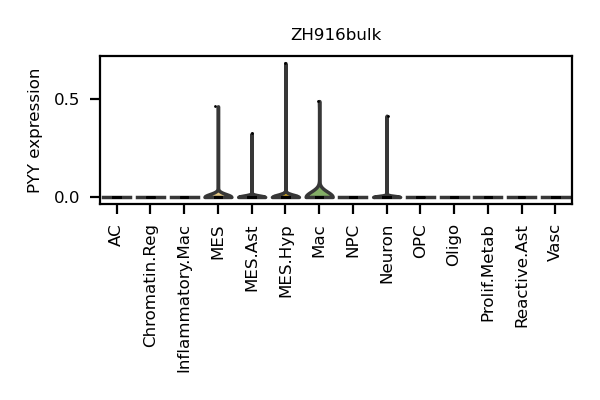 ZH916bulk
PYY expression
0.5
0.0
AC
Chromatin.Reg
Inflammatory.Mac
MES
MES.Ast
MES.Hyp
Mac
NPC
Neuron
OPC
Oligo
Prolif.Metab
Reactive.Ast
Vasc